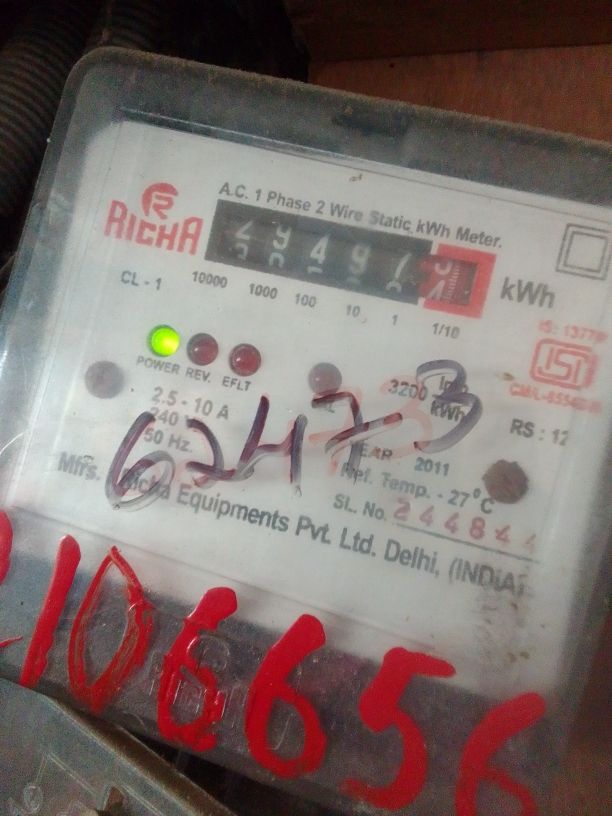 A.C. 1 Phase 2 Wire Static kWh Meter.
RICHA
kWh
CL - 1 10000 1000 100 10 1 1/10
POWER REV. EFLT
3200
kWh
2.5 - 10 A
RS : 12
50 Hz.
62473
2011
Ref. Temp. - 27°C
SL. No. 24484
Mfrs. Richa Equipments Pvt. Ltd. Delhi, (INDIA)
106656